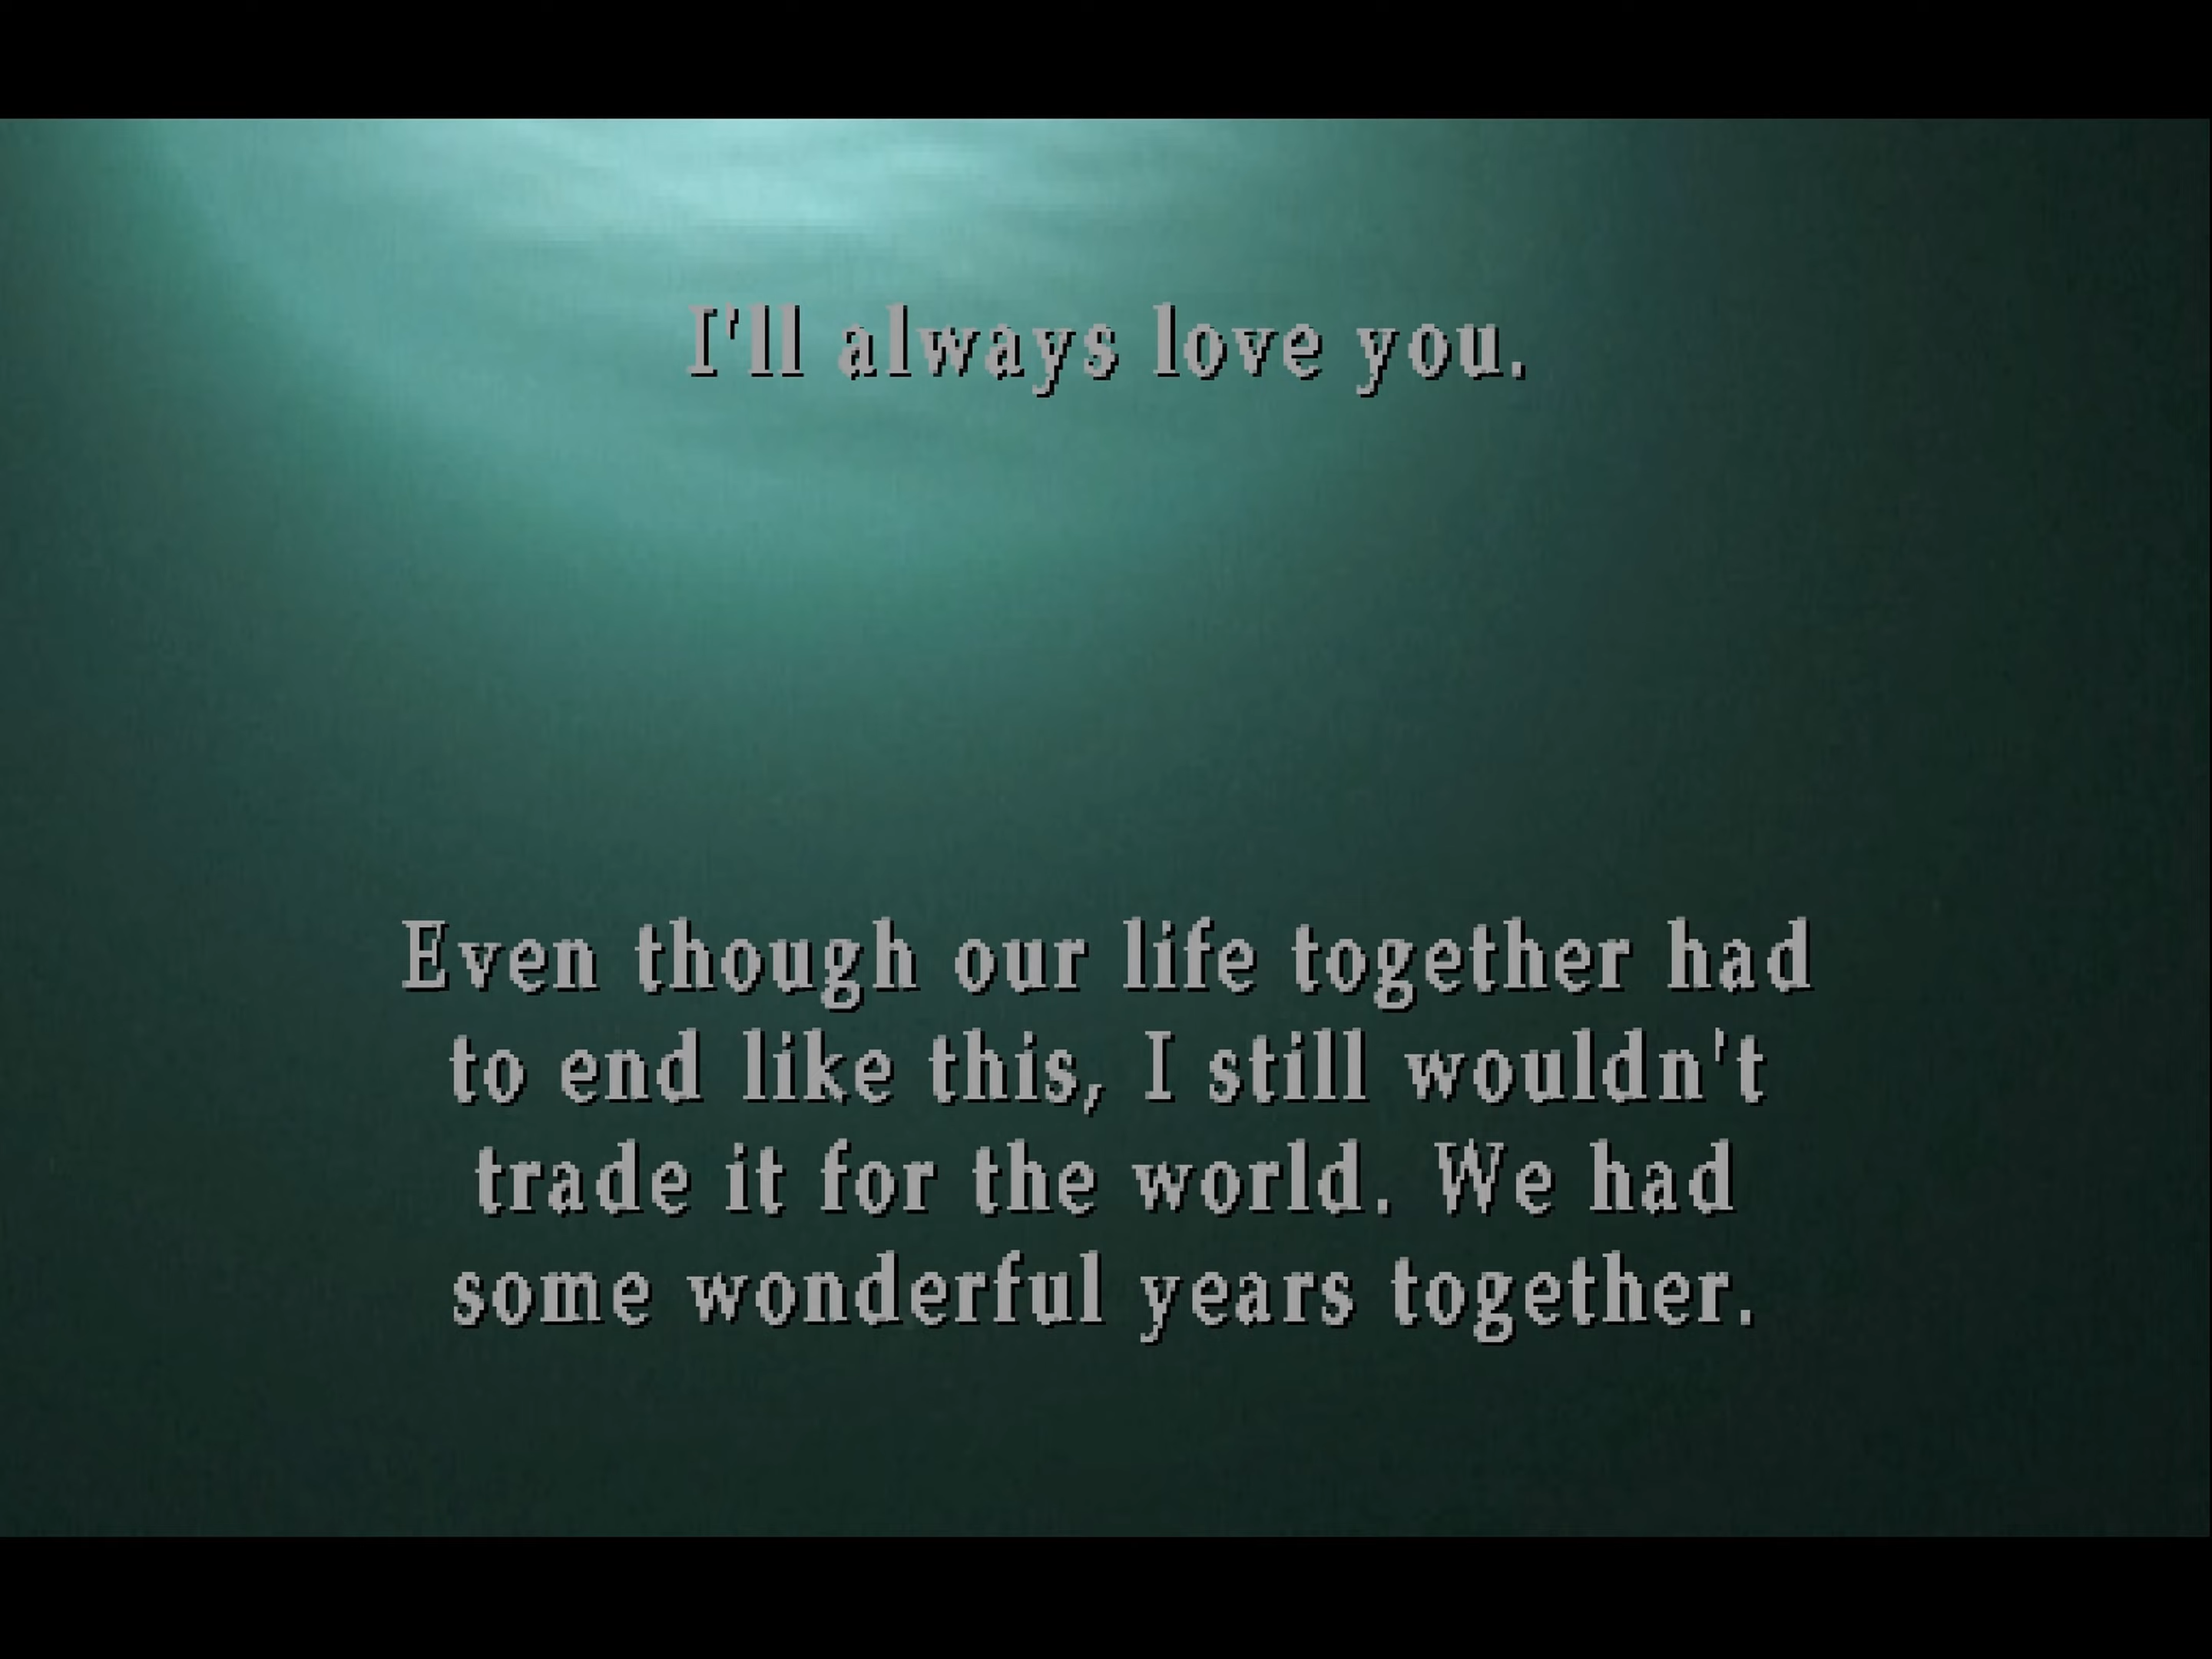 I'll always love you.
Even though our life together had
to end like this, I still wouldn't
trade it for the world. We had
some wonderful years together.